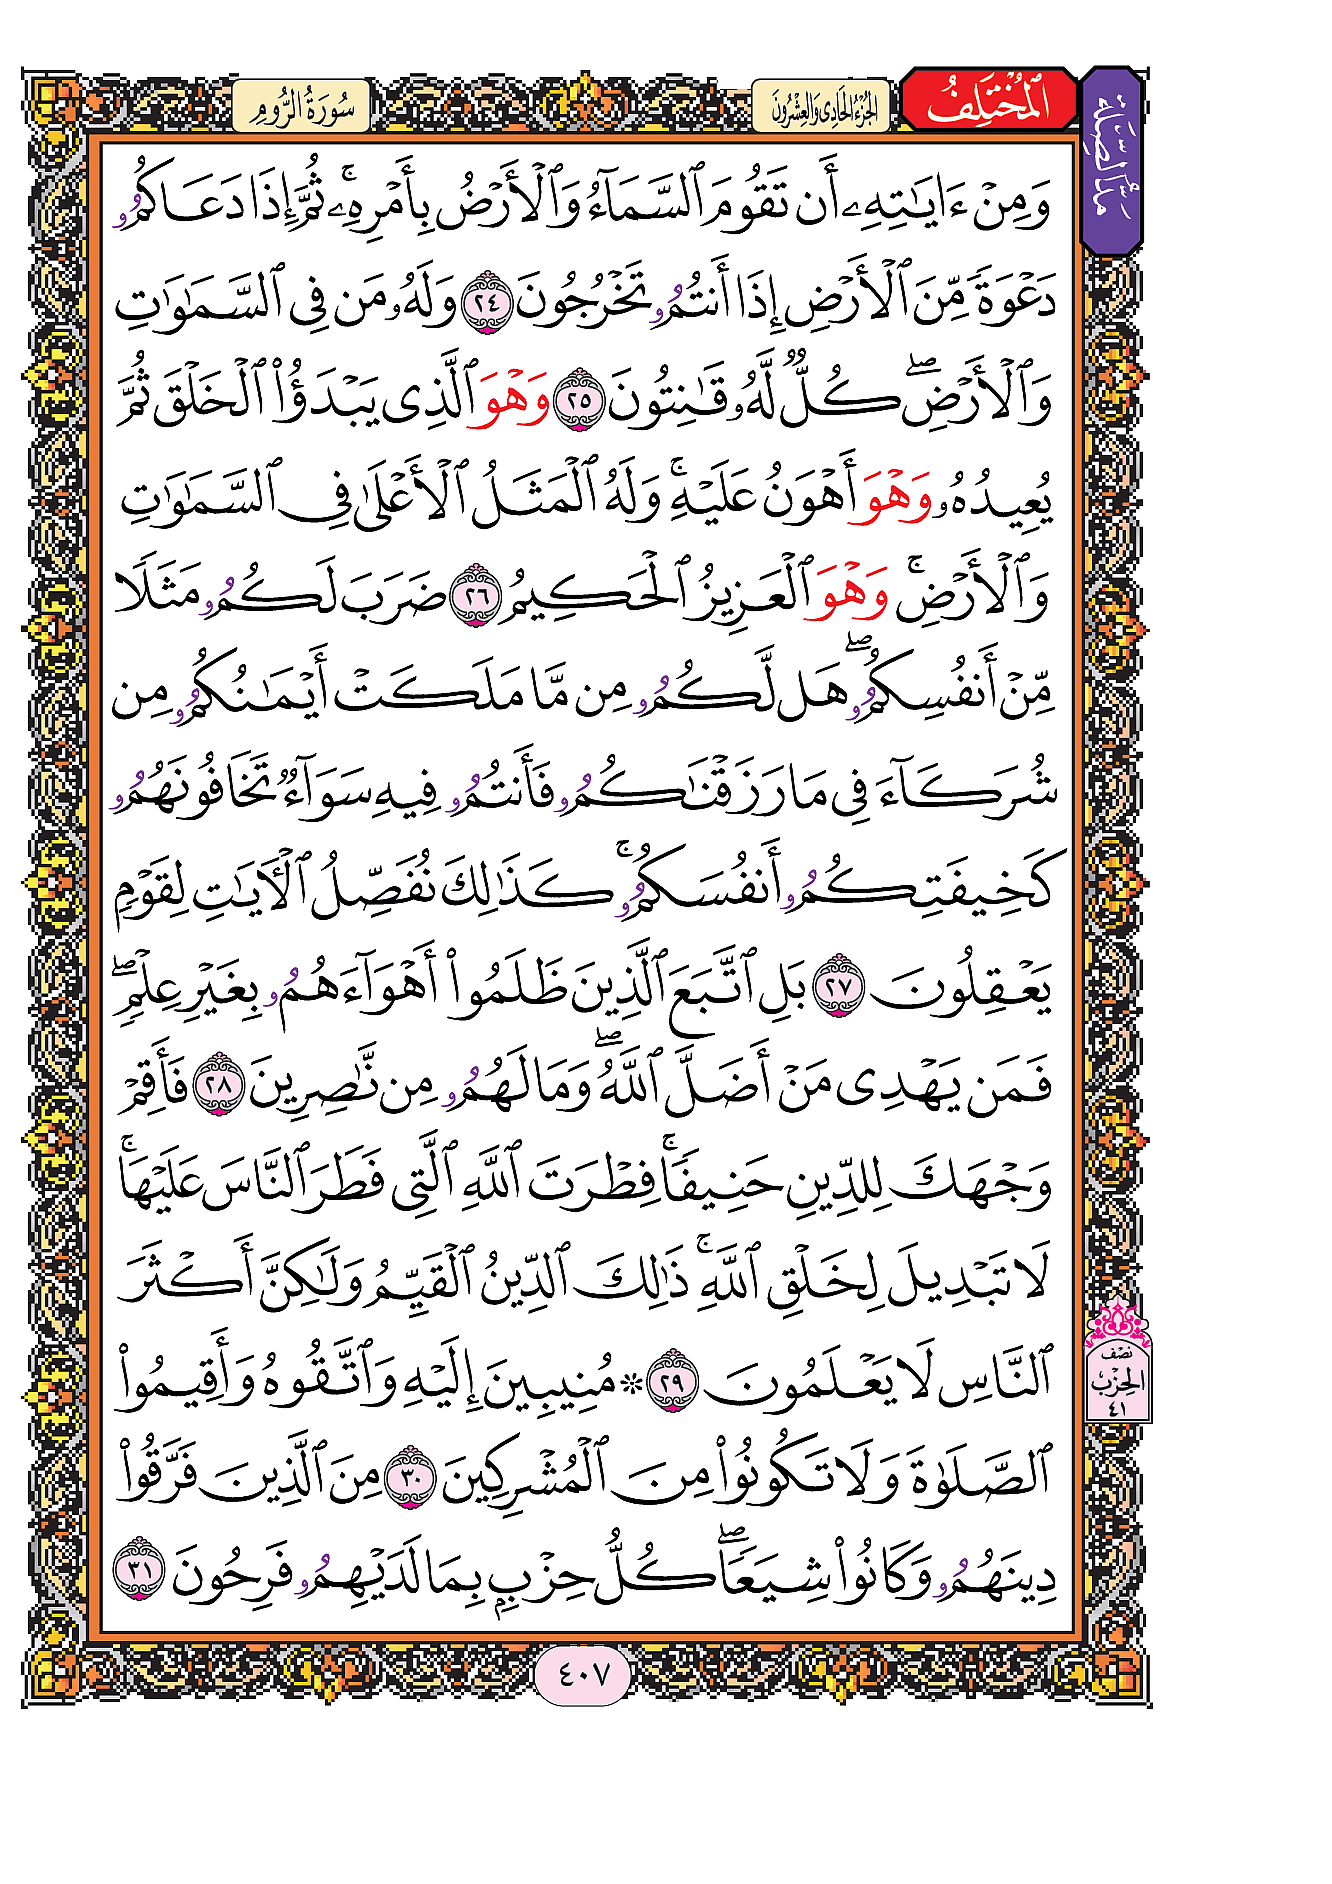 سُورَةُ الرُّومِ
الجُزْءُ الحَادِي وَالعِشْرُونَ
المُخْتَلِفُ
مَدُّ الصِّلَةِ
وَمِنْ ءَايَٰتِهِۦ أَن تَقُومَ ٱلسَّمَآءُ وَٱلْأَرْضُ بِأَمْرِهِۦ ۚ ثُمَّ إِذَا دَعَاكُمُۥ
دَعْوَةً مِّنَ ٱلْأَرْضِ إِذَا أَنتُمُۥ تَخْرُجُونَ ٢٤ وَلَهُۥ مَن فِى ٱلسَّمَٰوَٰتِ
وَٱلْأَرْضِ ۖ كُلٌّ لَّهُۥ قَٰنِتُونَ ٢٥ وَهْوَ ٱلَّذِى يَبْدَؤُا۟ ٱلْخَلْقَ ثُمَّ
يُعِيدُهُۥ وَهْوَ أَهْوَنُ عَلَيْهِ ۚ وَلَهُ ٱلْمَثَلُ ٱلْأَعْلَىٰ فِى ٱلسَّمَٰوَٰتِ
وَٱلْأَرْضِ ۚ وَهْوَ ٱلْعَزِيزُ ٱلْحَكِيمُ ٢٦ ضَرَبَ لَكُمُۥ مَثَلًا
مِّنْ أَنفُسِكُمُۥ ۖ هَل لَّكُمُۥ مِن مَّا مَلَكَتْ أَيْمَٰنُكُمُۥ مِن
شُرَكَآءَ فِى مَا رَزَقْنَٰكُمُۥ فَأَنتُمُۥ فِيهِ سَوَآءٌ تَخَافُونَهُمُۥ
كَخِيفَتِكُمُۥ أَنفُسَكُمُۥ ۚ كَذَٰلِكَ نُفَصِّلُ ٱلْأٓيَٰتِ لِقَوْمٍ
يَعْقِلُونَ ٢٧ بَلِ ٱتَّبَعَ ٱلَّذِينَ ظَلَمُوا۟ أَهْوَآءَهُمُۥ بِغَيْرِ عِلْمٍ ۖ
فَمَن يَهْدِى مَنْ أَضَلَّ ٱللَّهُ ۖ وَمَا لَهُمُۥ مِن نَّٰصِرِينَ ٢٨ فَأَقِمْ
وَجْهَكَ لِلدِّينِ حَنِيفًا ۚ فِطْرَتَ ٱللَّهِ ٱلَّتِى فَطَرَ ٱلنَّاسَ عَلَيْهَا ۚ
لَا تَبْدِيلَ لِخَلْقِ ٱللَّهِ ۚ ذَٰلِكَ ٱلدِّينُ ٱلْقَيِّمُ وَلَٰكِنَّ أَكْثَرَ
ٱلنَّاسِ لَا يَعْلَمُونَ ٢٩ ۞ مُنِيبِينَ إِلَيْهِ وَٱتَّقُوهُ وَأَقِيمُوا۟
ٱلصَّلَوٰةَ وَلَا تَكُونُوا۟ مِنَ ٱلْمُشْرِكِينَ ٣٠ مِنَ ٱلَّذِينَ فَرَّقُوا۟
دِينَهُمُۥ وَكَانُوا۟ شِيَعًا ۖ كُلُّ حِزْبٍ بِمَا لَدَيْهِمُۥ فَرِحُونَ ٣١
نصف
الحِزْب
٤١
٤٠٧